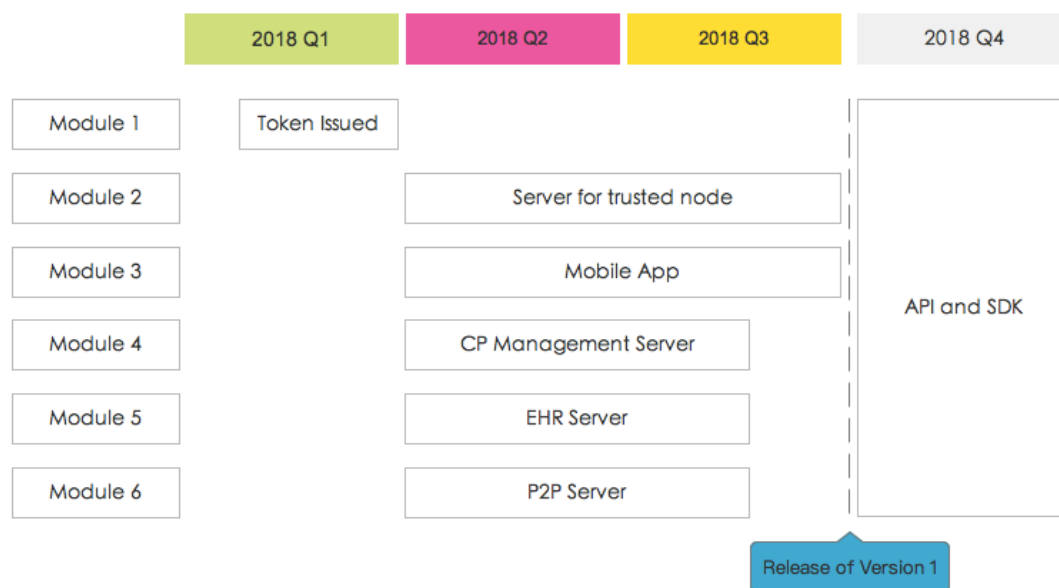 2018 Q1
2018 Q2
2018 Q3
2018 Q4
Module 1
Token Issued
Module 2
Server for trusted node
Module 3
Mobile App
API and SDK
Module 4
CP Management Server
Module 5
EHR Server
Module 6
P2P Server
Release of Version 1